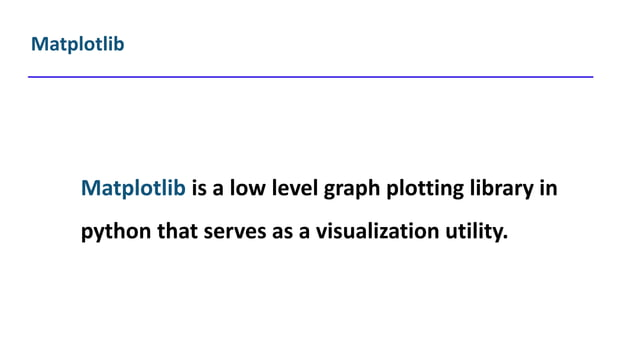 Matplotlib
Matplotlib is a low level graph plotting library in
python that serves as a visualization utility.